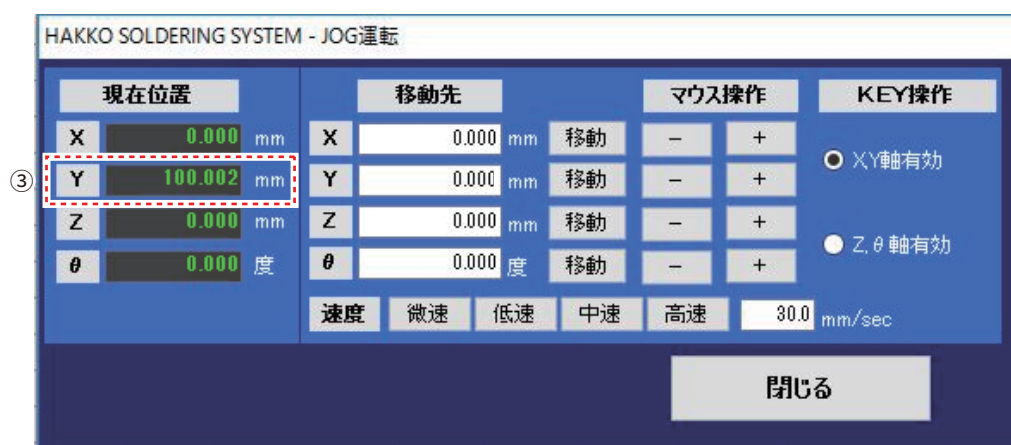 HAKKO SOLDERING SYSTEM - JOG運転
現在位置 移動先 マウス操作 KEY操作
X 0.000 mm X 0.000 mm 移動 - +
XY軸有効
③ Y 100.002 mm Y 0.000 mm 移動 - +
Z 0.000 mm Z 0.000 mm 移動 - +
Z,θ軸有効
θ 0.000 度 θ 0.000 度 移動 - +
速度 微速 低速 中速 高速 30.0 mm/sec
閉じる